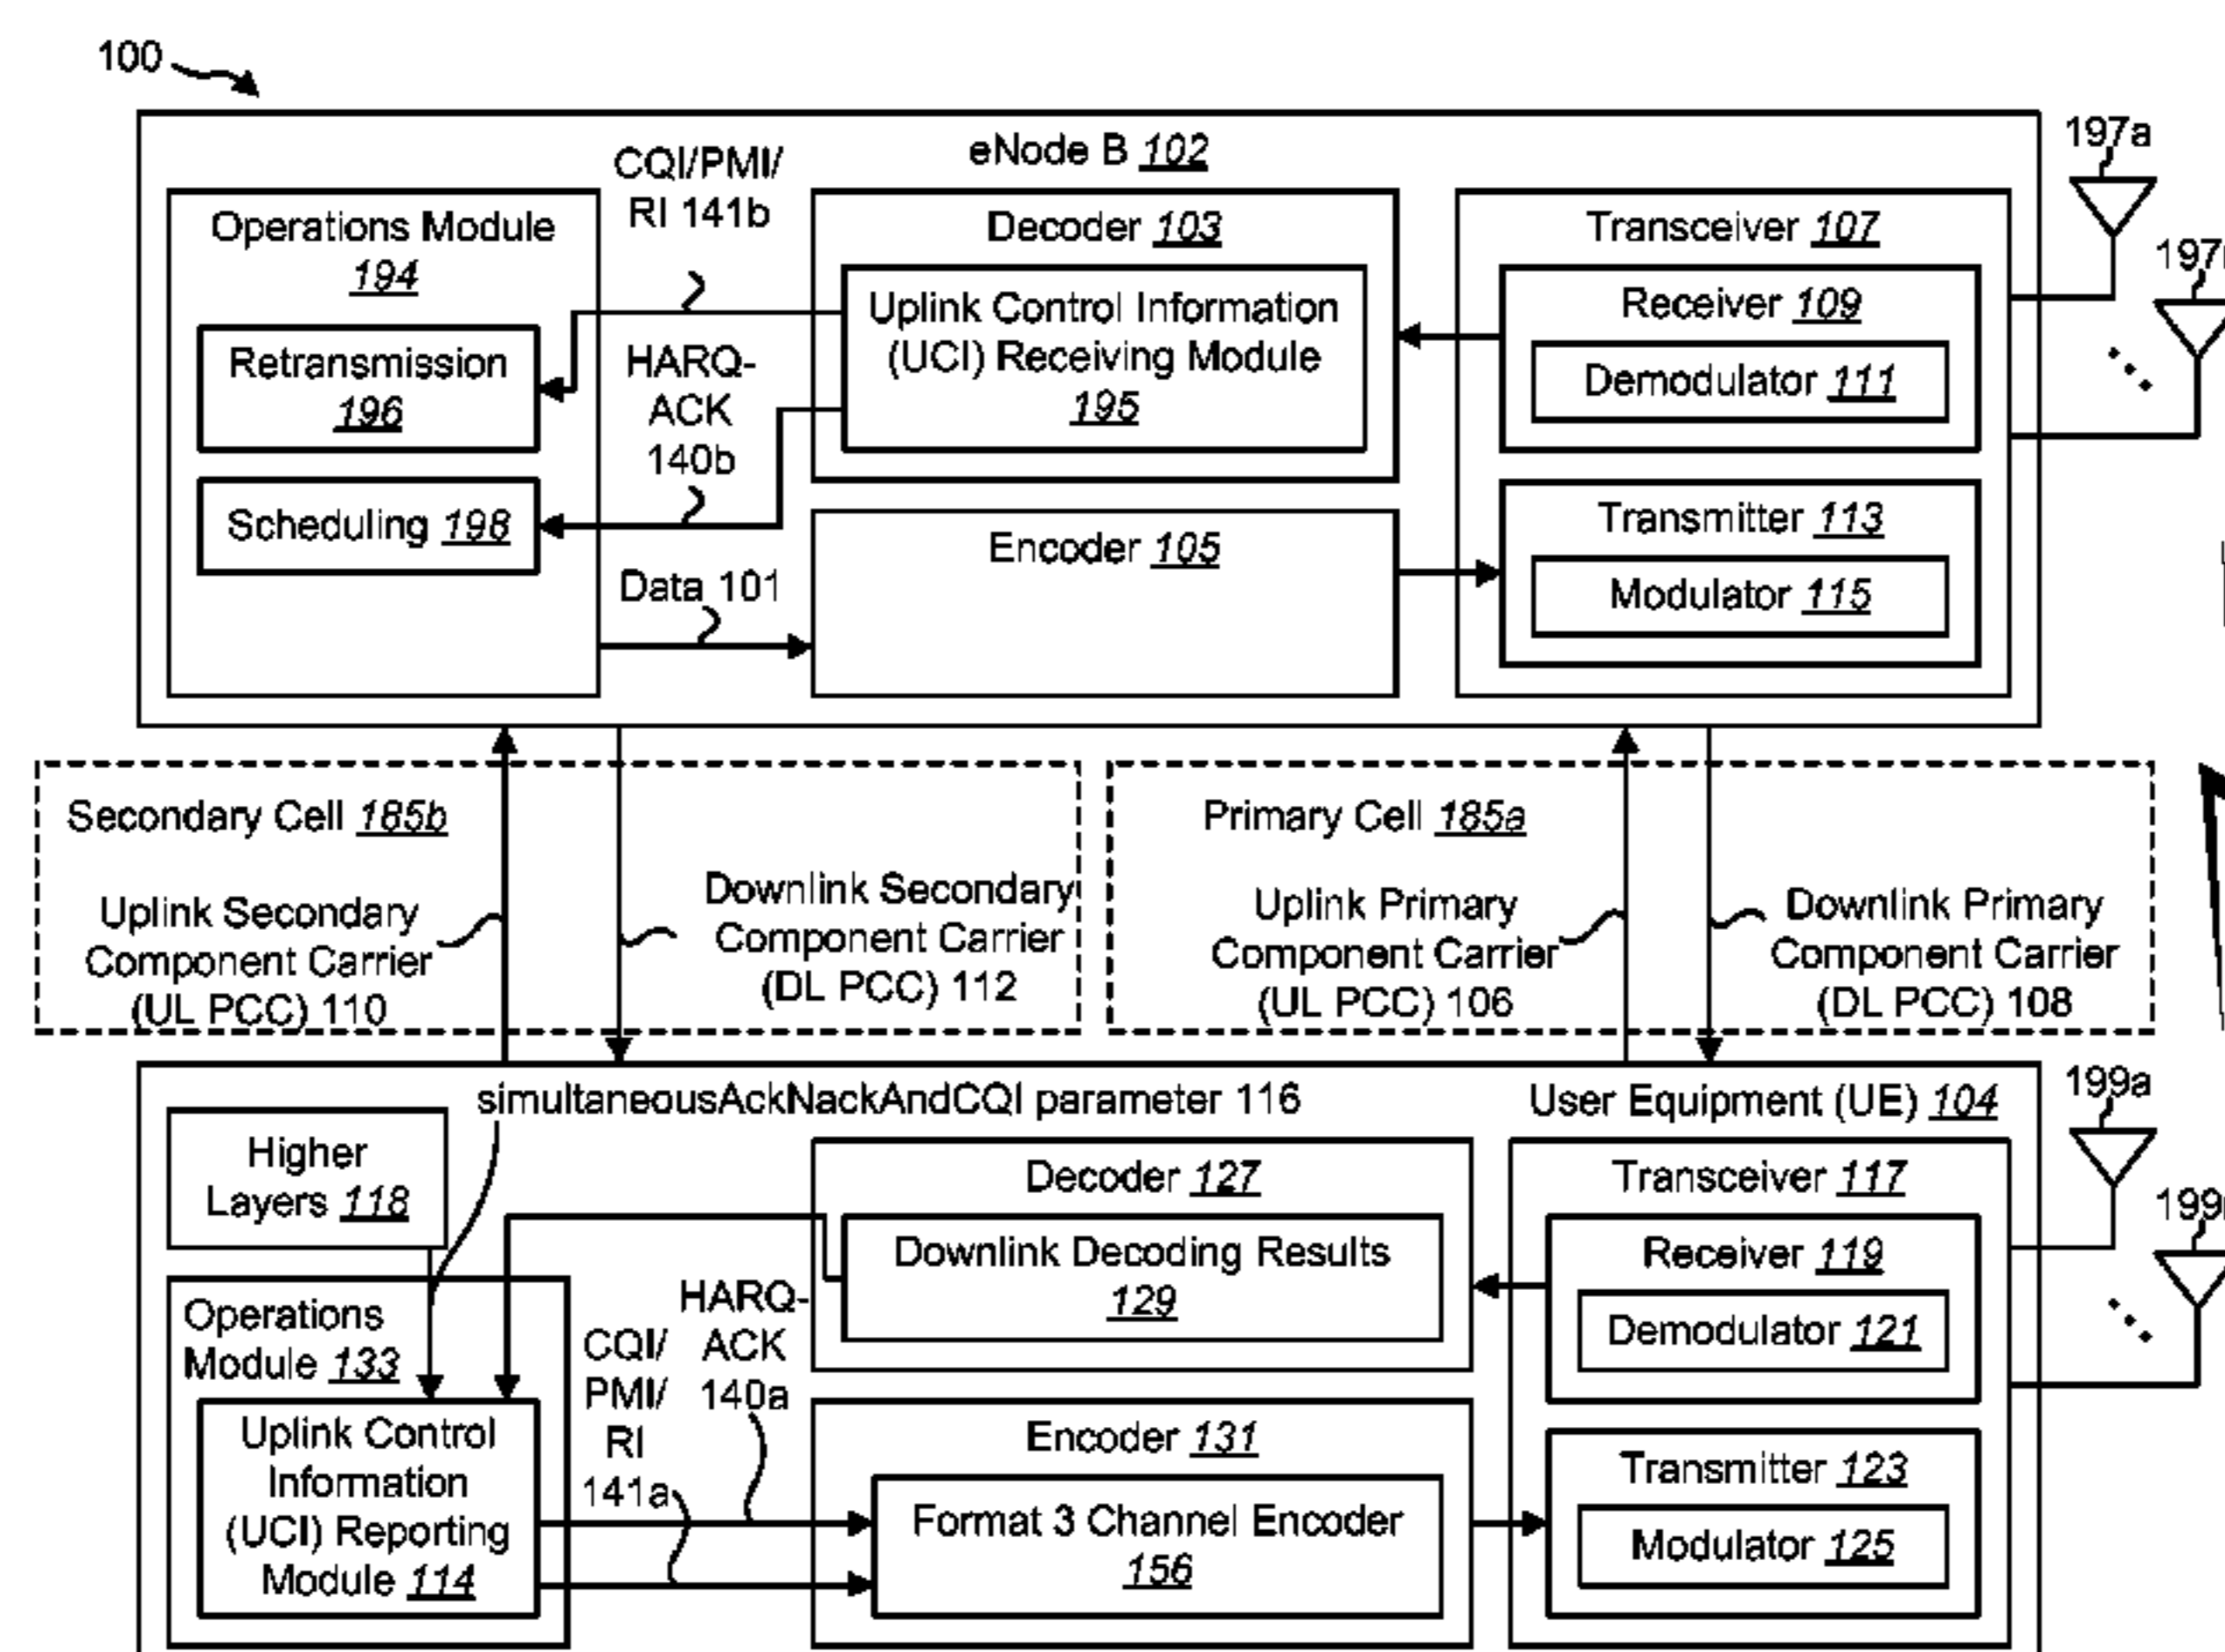 100
eNode B 102
197a
Operations Module
194
Retransmission
196
Scheduling 198
CQI/PMI/
RI 141b
HARQ-
ACK
140b
Data 101
Decoder 103
Uplink Control Information
(UCI) Receiving Module
195
Encoder 105
Transceiver 107
Receiver 109
Demodulator 111
Transmitter 113
Modulator 115
Secondary Cell 185b
Uplink Secondary
Component Carrier
(UL PCC) 110
Downlink Secondary
Component Carrier
(DL PCC) 112
Primary Cell 185a
Uplink Primary
Component Carrier
(UL PCC) 106
Downlink Primary
Component Carrier
(DL PCC) 108
simultaneousAckNackAndCQI parameter 116
User Equipment (UE) 104
199a
Higher
Layers 118
Operations
Module 133
Uplink Control
Information
(UCI) Reporting
Module 114
CQI/
PMI/
RI
141a
HARQ-
ACK
140a
Decoder 127
Downlink Decoding Results
129
Encoder 131
Format 3 Channel Encoder
156
Transceiver 117
Receiver 119
Demodulator 121
Transmitter 123
Modulator 125